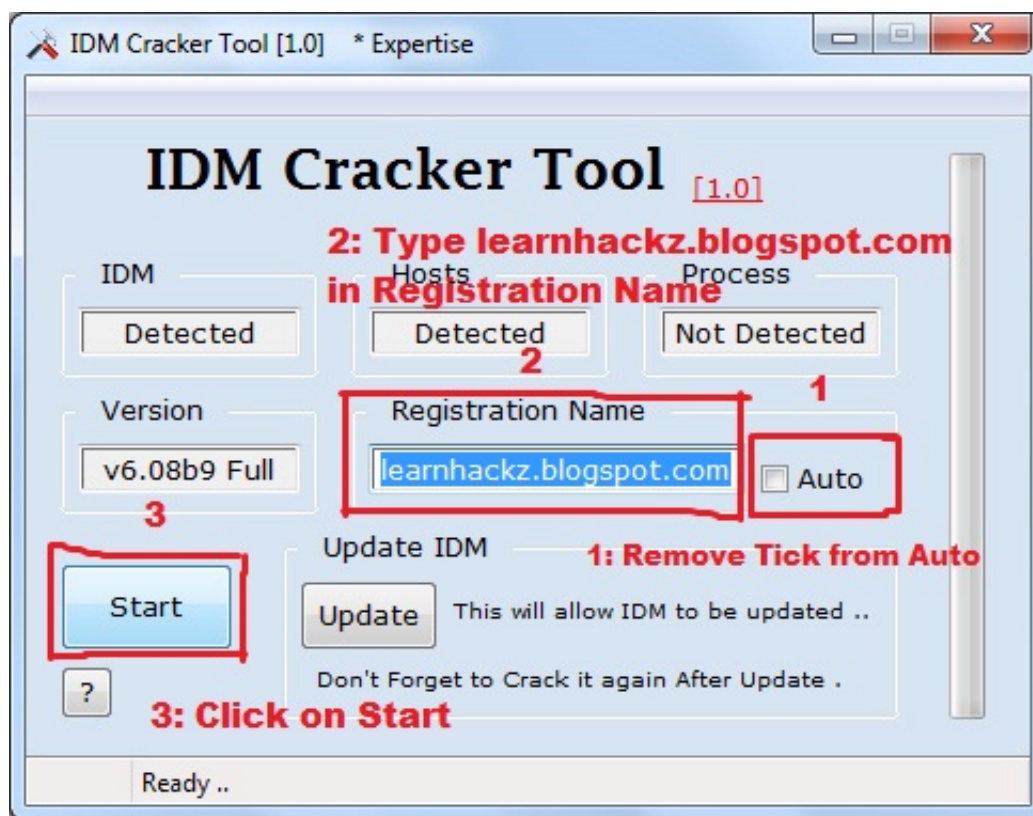 IDM Cracker Tool [1.0] * Expertise
IDM Cracker Tool [1.0]
2: Type learnhackz.blogspot.com
in Registration Name
IDM
Hosts
Process
Detected
Detected
Not Detected
2
1
Version
Registration Name
v6.08b9 Full
learnhackz.blogspot.com
Auto
3
Update IDM
1: Remove Tick from Auto
Start
Update
This will allow IDM to be updated ..
?
Don't Forget to Crack it again After Update .
3: Click on Start
Ready ..